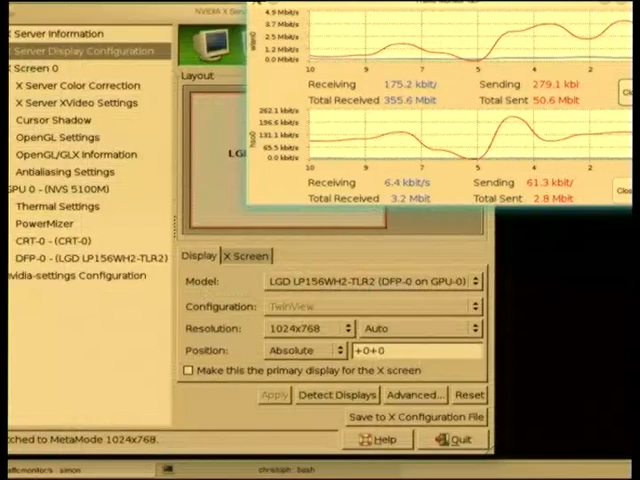 NVIDIA X Serv
X Server Information
Server Display Configuration
X Screen 0
X Server Color Correction
X Server XVideo Settings
Cursor Shadow
OpenGL Settings
OpenGL/GLX Information
Antialiasing Settings
GPU 0 - (NVS 5100M)
Thermal Settings
PowerMizer
CRT-0 - (CRT-0)
DFP-0 - (LGD LP156WH2-TLR2)
nvidia-settings Configuration
tched to MetaMode 1024x768.
Layout
LG
4.9 Mbit/s
3.7 Mbit/s
2.5 Mbit/s
1.2 Mbit/s
0.0 Mbit/s
10 9 7 5 4 2
Receiving 175.2 kbit/ Sending 279.1 kbi
Total Received 355.6 Mbit Total Sent 50.6 Mbit
Clo
262.1 kbit/s
196.6 kbit/s
131.1 kbit/s
65.5 kbit/s
0.0 kbit/s
10 9 7 5 4 2
Receiving 6.4 kbit/s Sending 61.3 kbit/
Total Received 3.2 Mbit Total Sent 2.8 Mbit
Clos
Display X Screen
Model: LGD LP156WH2-TLR2 (DFP-0 on GPU-0)
Configuration: TwinView
Resolution: 1024x768 Auto
Position: Absolute +0+0
Make this the primary display for the X screen
Apply Detect Displays Advanced... Reset
Save to X Configuration File
Help Quit
christoph : bash